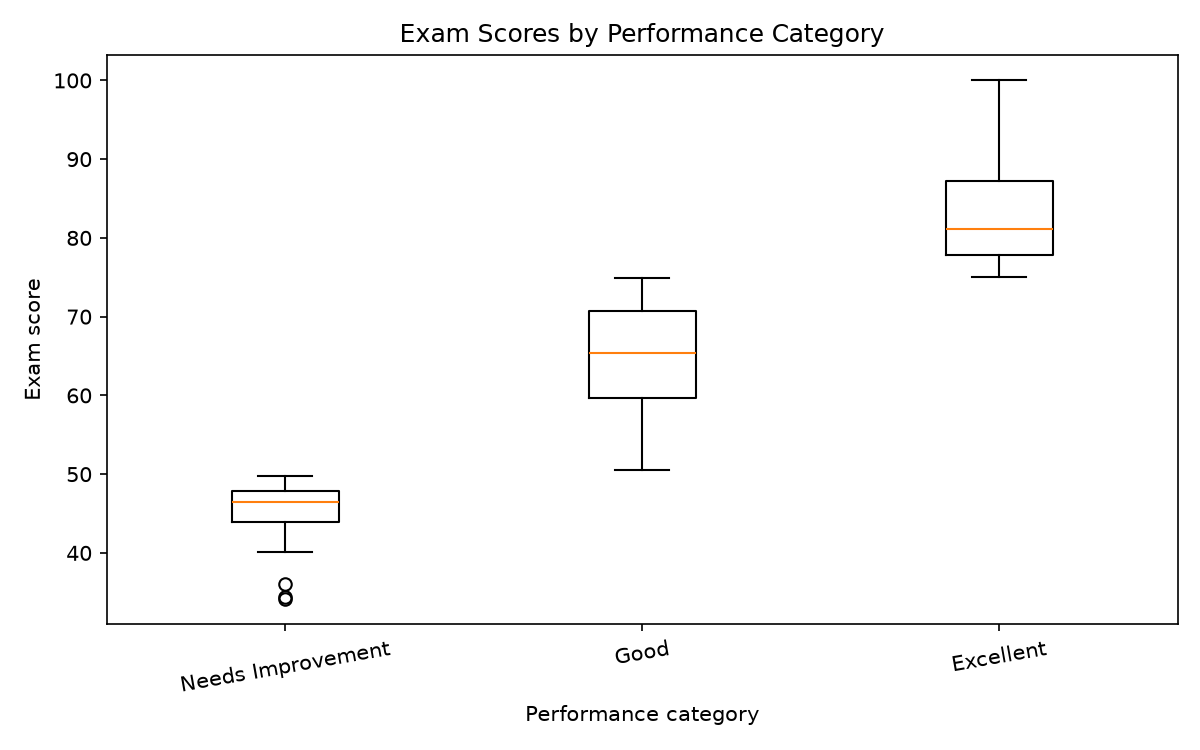 Exam Scores by Performance Category
Exam score
100
90
80
70
60
50
40
Needs Improvement
Good
Excellent
Performance category